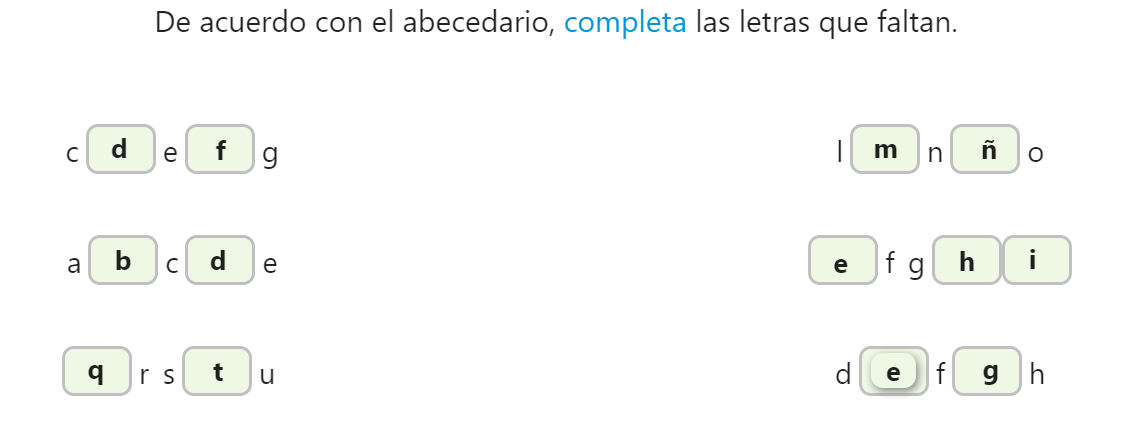 De acuerdo con el abecedario, completa las letras que faltan.
c d e f g
l m n ñ o
a b c d e
e f g h i
q r s t u
d e f g h